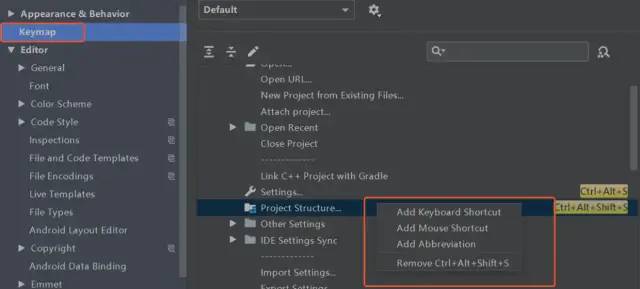 Appearance & Behavior
Keymap
Editor
General
Font
Color Scheme
Code Style
Inspections
File and Code Templates
File Encodings
Live Templates
File Types
Android Layout Editor
Copyright
Android Data Binding
Emmet
Default
Open...
Open URL...
New Project from Existing Files...
Attach project...
Open Recent
Close Project
-------------
Link C++ Project with Gradle
Settings...
Ctrl+Alt+S
Project Structure...
Ctrl+Alt+Shift+S
Other Settings
IDE Settings Sync
-------------
Import Settings...
Export Settings...
Add Keyboard Shortcut
Add Mouse Shortcut
Add Abbreviation
Remove Ctrl+Alt+Shift+S